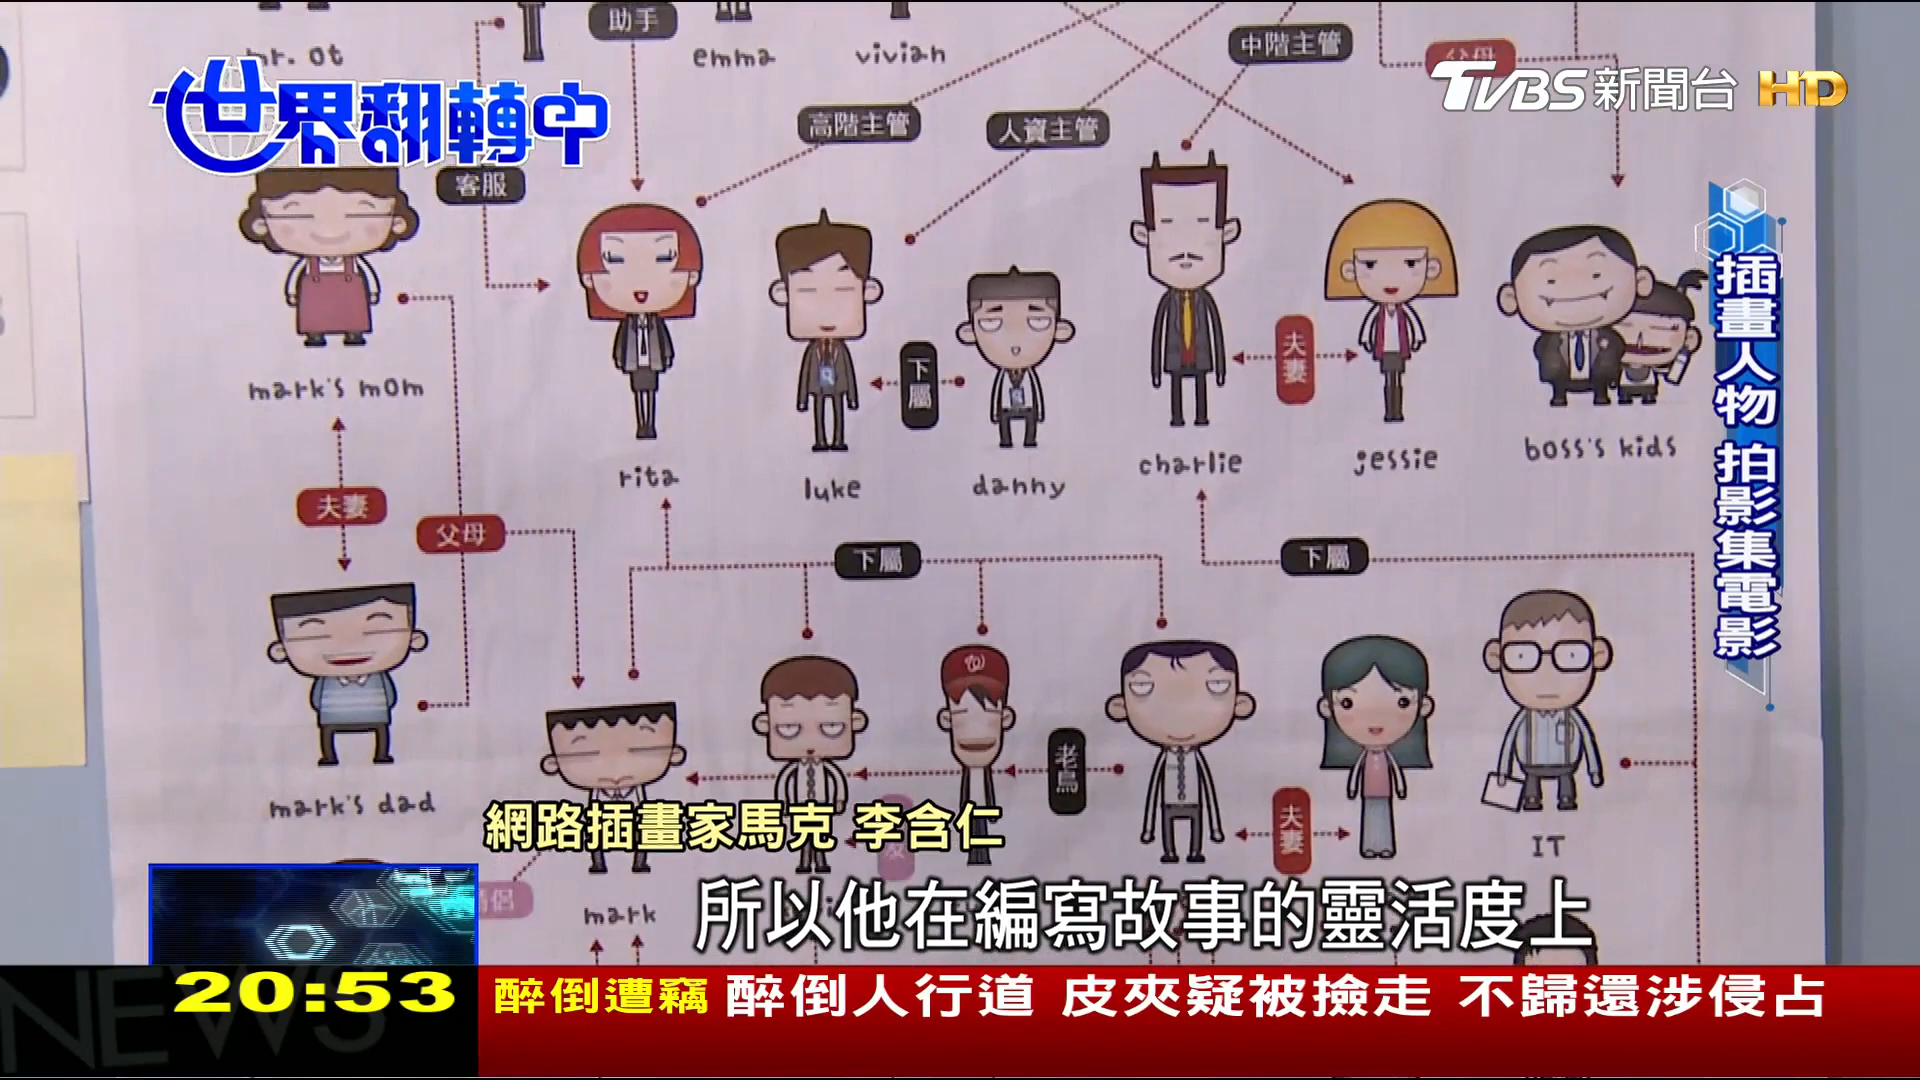 助手
mr. ot
emma
vivian
中階主管
父母
世界翻轉中
TVBS新聞台 HD
高階主管
人資主管
客服
下屬
夫妻
mark's mom
rita
luke
danny
charlie
jessie
boss's kids
夫妻
父母
下屬
下屬
老鳥
夫妻
mark's dad
IT
mark
插畫人物 拍影集電影
網路插畫家馬克 李含仁
所以他在編寫故事的靈活度上
NEWS
20:53
醉倒遭竊 醉倒人行道 皮夾疑被撿走 不歸還涉侵占